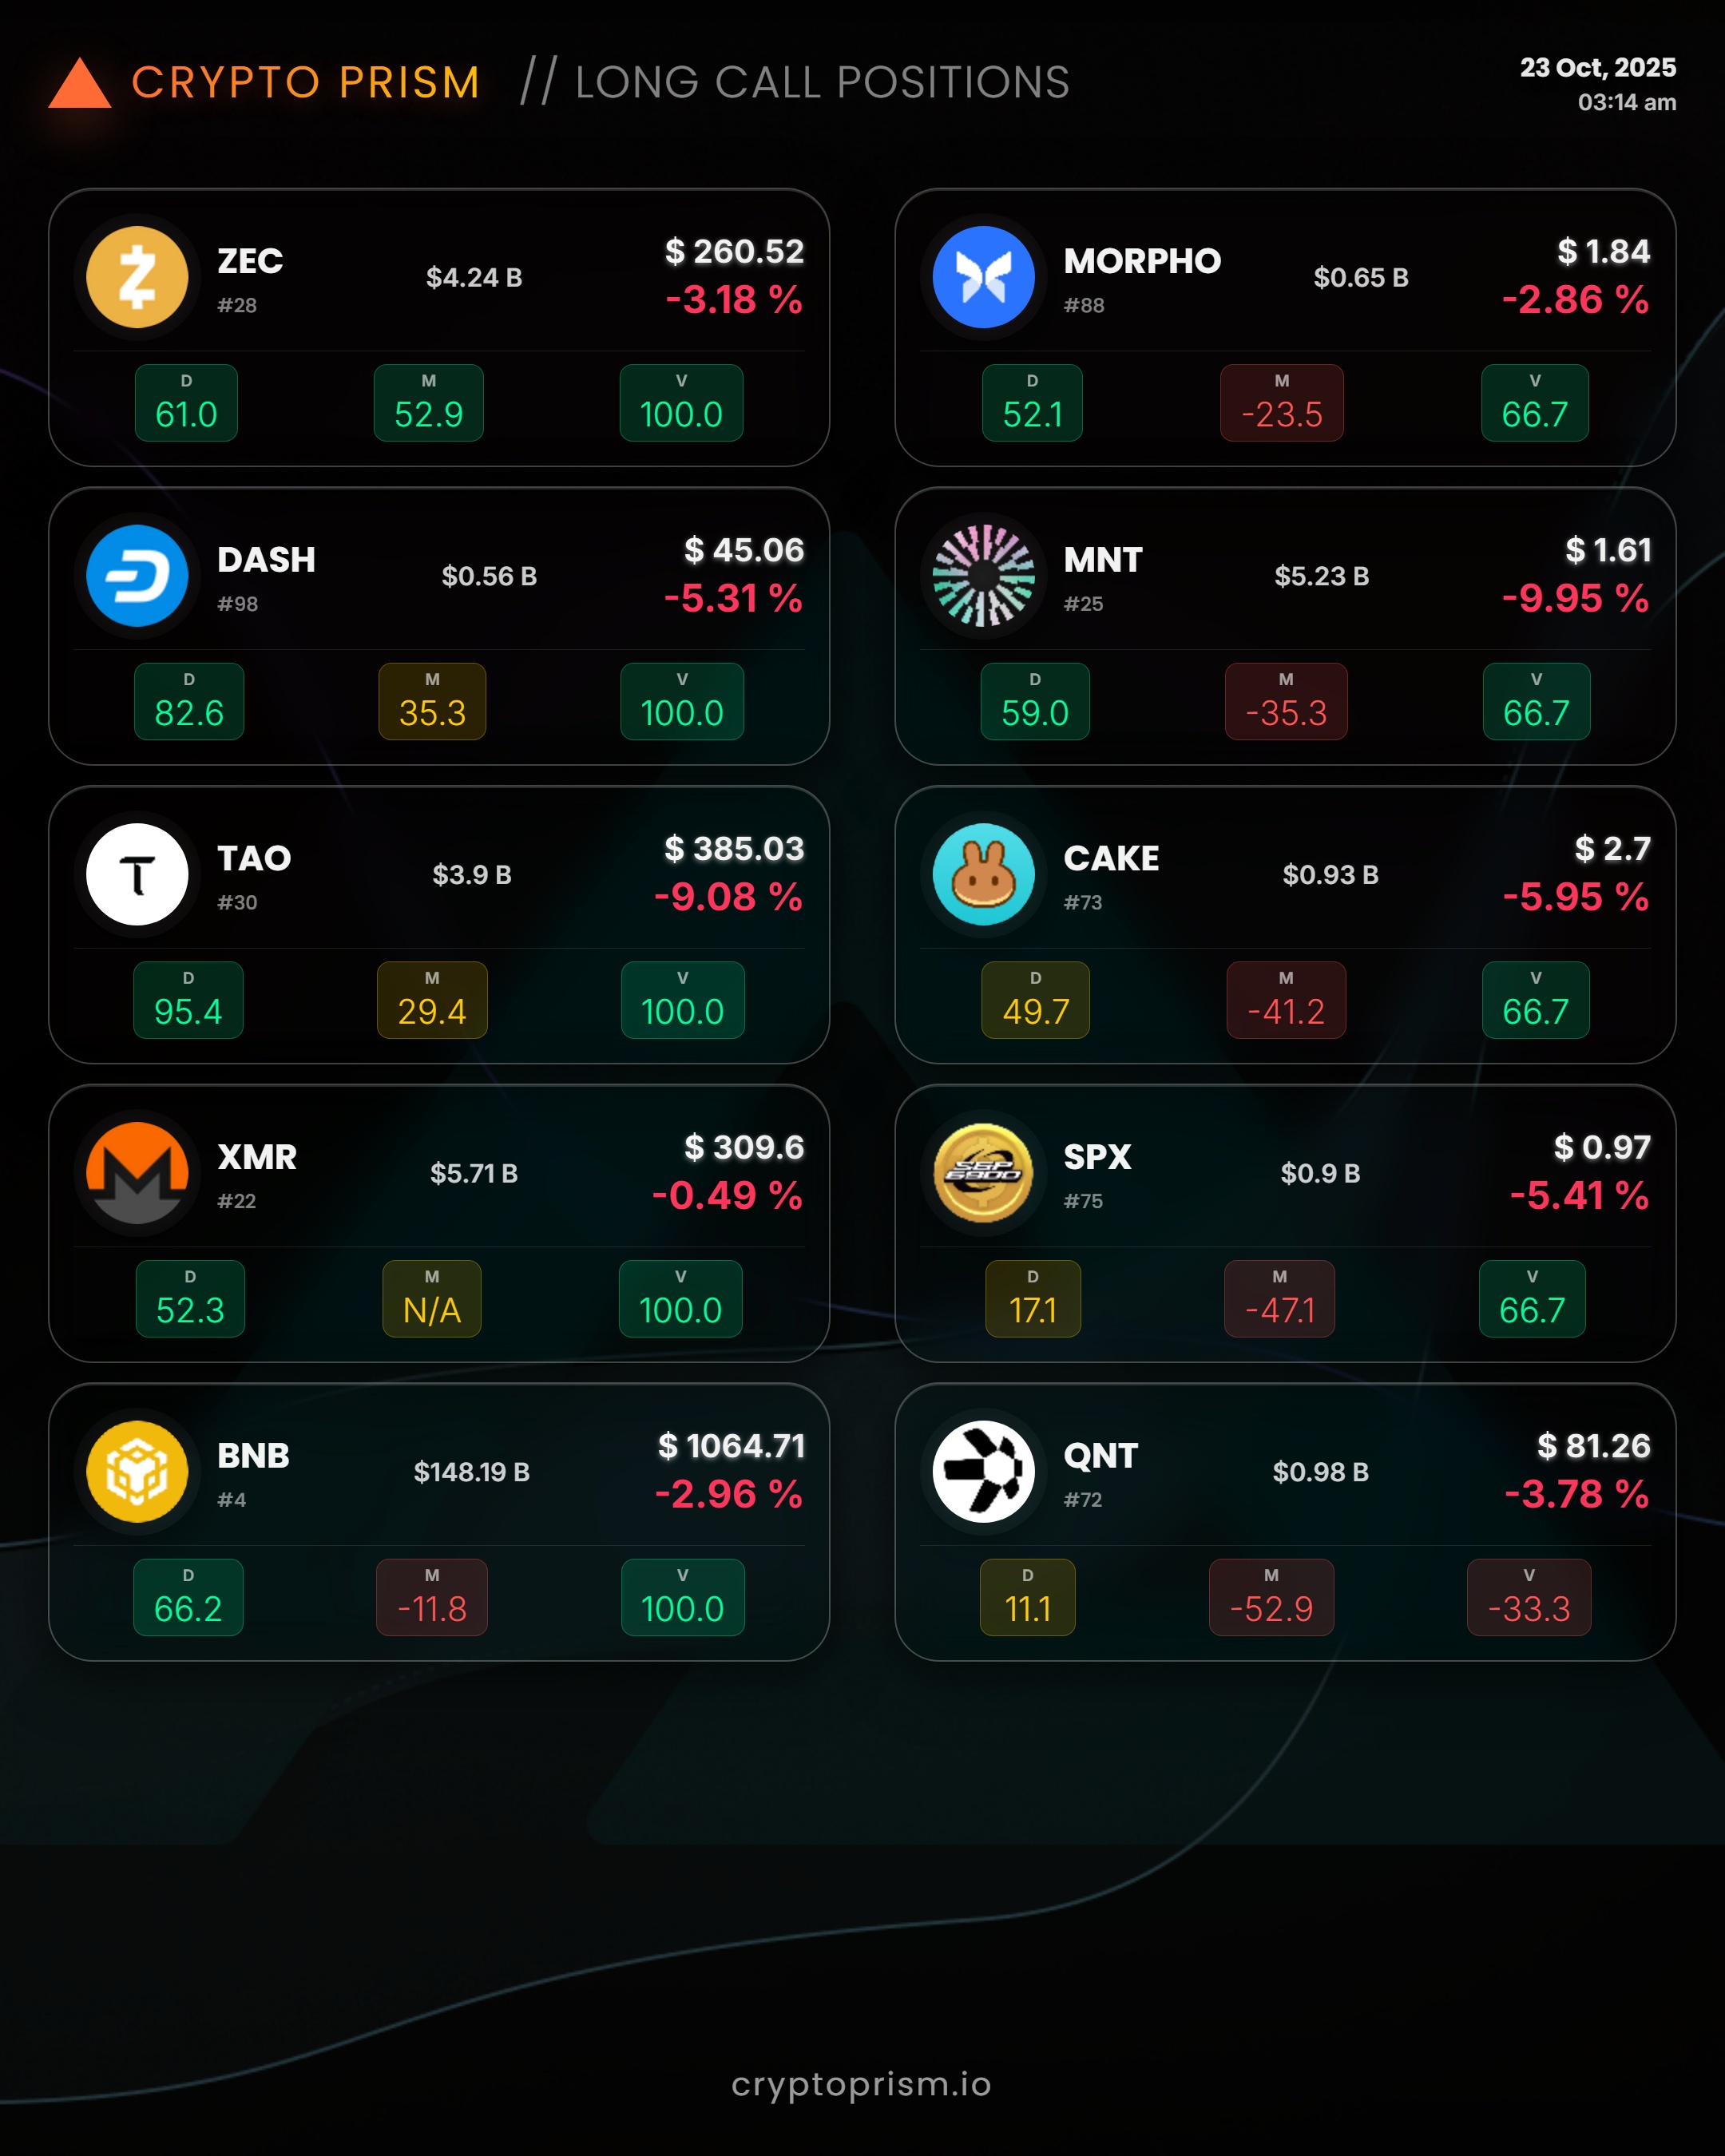 CRYPTO PRISM // LONG CALL POSITIONS
23 Oct, 2025
03:14 am
ZEC
#28
$4.24 B
$ 260.52
-3.18 %
D
61.0
M
52.9
V
100.0
MORPHO
#88
$0.65 B
$ 1.84
-2.86 %
D
52.1
M
-23.5
V
66.7
DASH
#98
$0.56 B
$ 45.06
-5.31 %
D
82.6
M
35.3
V
100.0
MNT
#25
$5.23 B
$ 1.61
-9.95 %
D
59.0
M
-35.3
V
66.7
TAO
#30
$3.9 B
$ 385.03
-9.08 %
D
95.4
M
29.4
V
100.0
CAKE
#73
$0.93 B
$ 2.7
-5.95 %
D
49.7
M
-41.2
V
66.7
XMR
#22
$5.71 B
$ 309.6
-0.49 %
D
52.3
M
N/A
V
100.0
SPX
#75
$0.9 B
$ 0.97
-5.41 %
D
17.1
M
-47.1
V
66.7
BNB
#4
$148.19 B
$ 1064.71
-2.96 %
D
66.2
M
-11.8
V
100.0
QNT
#72
$0.98 B
$ 81.26
-3.78 %
D
11.1
M
-52.9
V
-33.3
cryptoprism.io